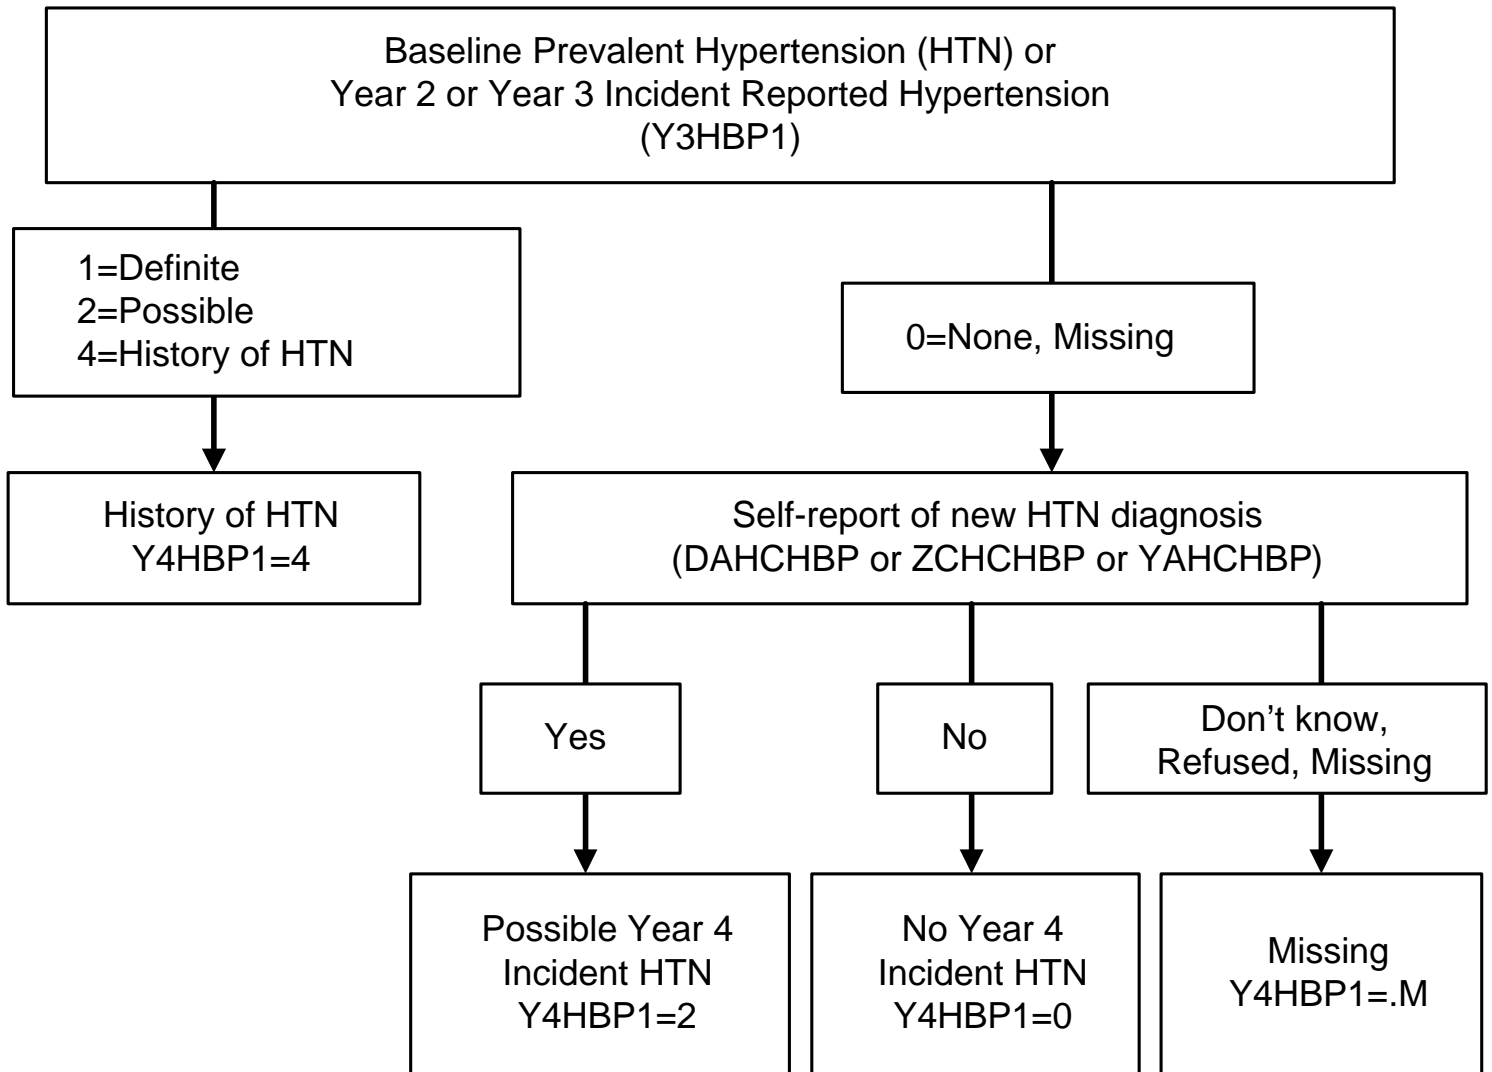 Baseline Prevalent Hypertension (HTN) or
Year 2 or Year 3 Incident Reported Hypertension
(Y3HBP1)
1=Definite
2=Possible
4=History of HTN
0=None, Missing
History of HTN
Y4HBP1=4
Self-report of new HTN diagnosis
(DAHCHBP or ZCHCHBP or YAHCHBP)
Yes
No
Don't know,
Refused, Missing
Possible Year 4
Incident HTN
Y4HBP1=2
No Year 4
Incident HTN
Y4HBP1=0
Missing
Y4HBP1=.M